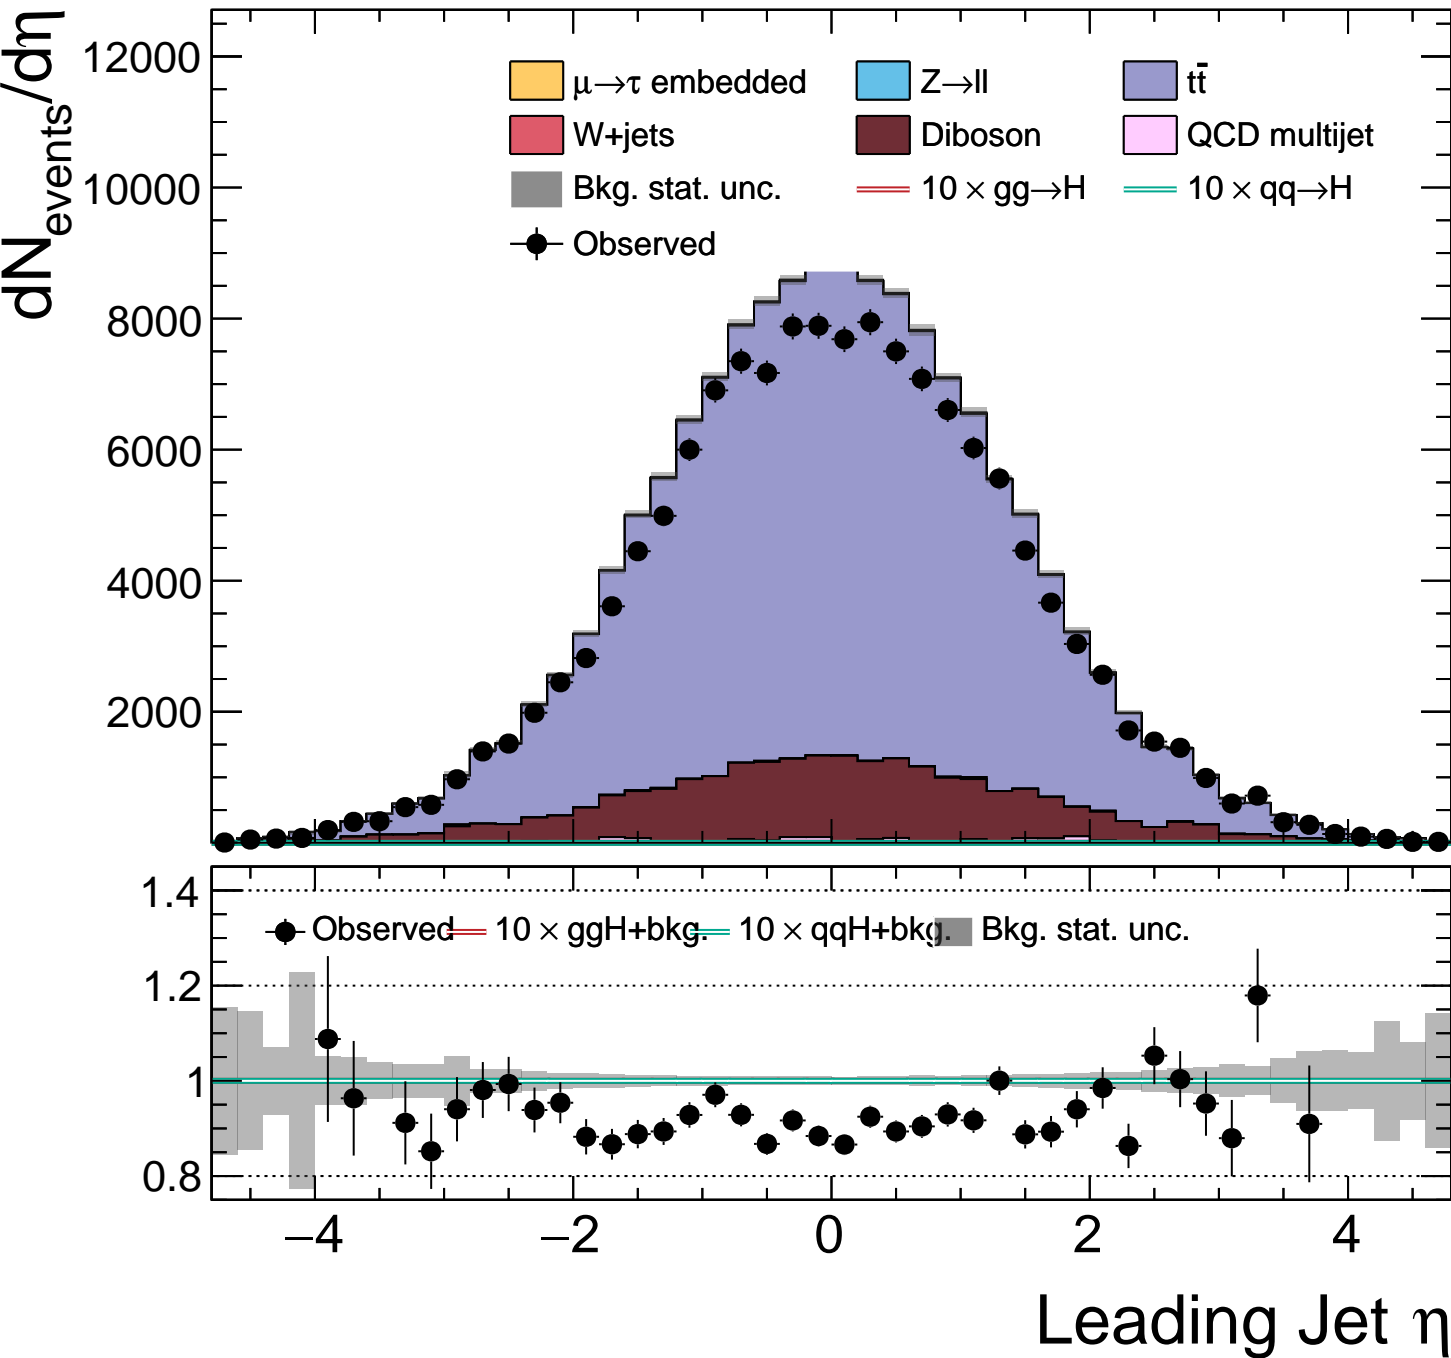 dN_events/dη
12000
10000
8000
6000
4000
2000
μ→τ embedded Z→ll tt̄
W+jets Diboson QCD multijet
Bkg. stat. unc. 10 × gg→H 10 × qq→H
Observed
1.4
1.2
1
0.8
Observed 10 × ggH+bkg. 10 × qqH+bkg. Bkg. stat. unc.
−4 −2 0 2 4
Leading Jet η